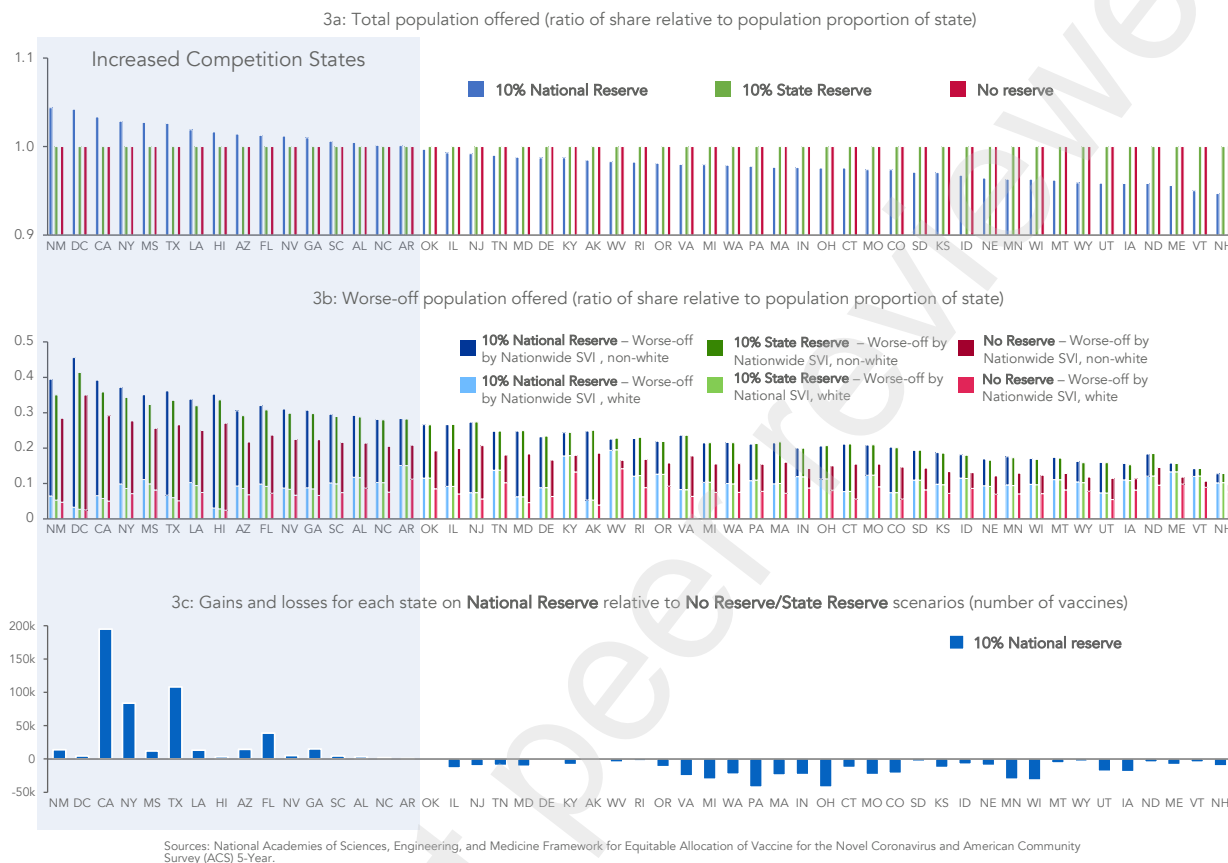 3a: Total population offered (ratio of share relative to population proportion of state)
Increased Competition States
10% National Reserve
10% State Reserve
No reserve
1.1
1.0
0.9
NM DC CA NY MS TX LA HI AZ FL NV GA SC AL NC AR OK IL NJ TN MD DE KY AK WV RI OR VA MI WA PA MA IN OH CT MO CO SD KS ID NE MN WI MT WY UT IA ND ME VT NH
3b: Worse-off population offered (ratio of share relative to population proportion of state)
10% National Reserve – Worse-off
by Nationwide SVI , non-white
10% State Reserve – Worse-off by
Nationwide SVI, non-white
No Reserve – Worse-off by
Nationwide SVI, non-white
10% National Reserve – Worse-off
by Nationwide SVI, white
10% State Reserve – Worse-off by
National SVI, white
No Reserve – Worse-off by
Nationwide SVI, white
0.5
0.4
0.3
0.2
0.1
0
NM DC CA NY MS TX LA HI AZ FL NV GA SC AL NC AR OK IL NJ TN MD DE KY AK WV RI OR VA MI WA PA MA IN OH CT MO CO SD KS ID NE MN WI MT WY UT IA ND ME VT NH
3c: Gains and losses for each state on National Reserve relative to No Reserve/State Reserve scenarios (number of vaccines)
10% National reserve
200k
150k
100k
50k
0
-50k
NM DC CA NY MS TX LA HI AZ FL NV GA SC AL NC AR OK IL NJ TN MD DE KY AK WV RI OR VA MI WA PA MA IN OH CT MO CO SD KS ID NE MN WI MT WY UT IA ND ME VT NH
Sources: National Academies of Sciences, Engineering, and Medicine Framework for Equitable Allocation of Vaccine for the Novel Coronavirus and American Community
Survey (ACS) 5-Year.
t peer reviewe